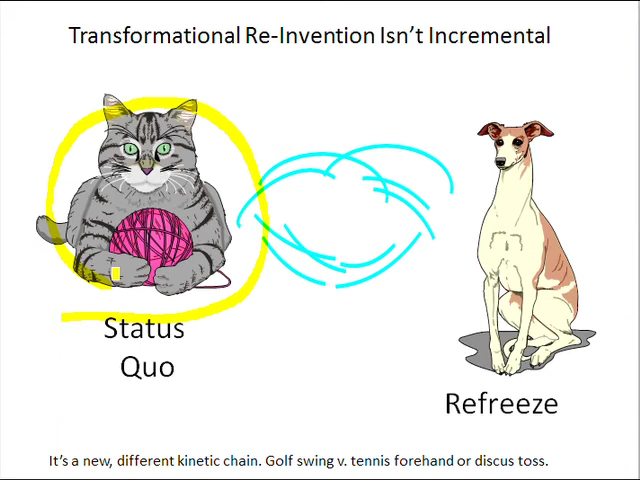 Transformational Re-Invention Isn't Incremental
Status
Quo
Refreeze
It's a new, different kinetic chain. Golf swing v. tennis forehand or discus toss.